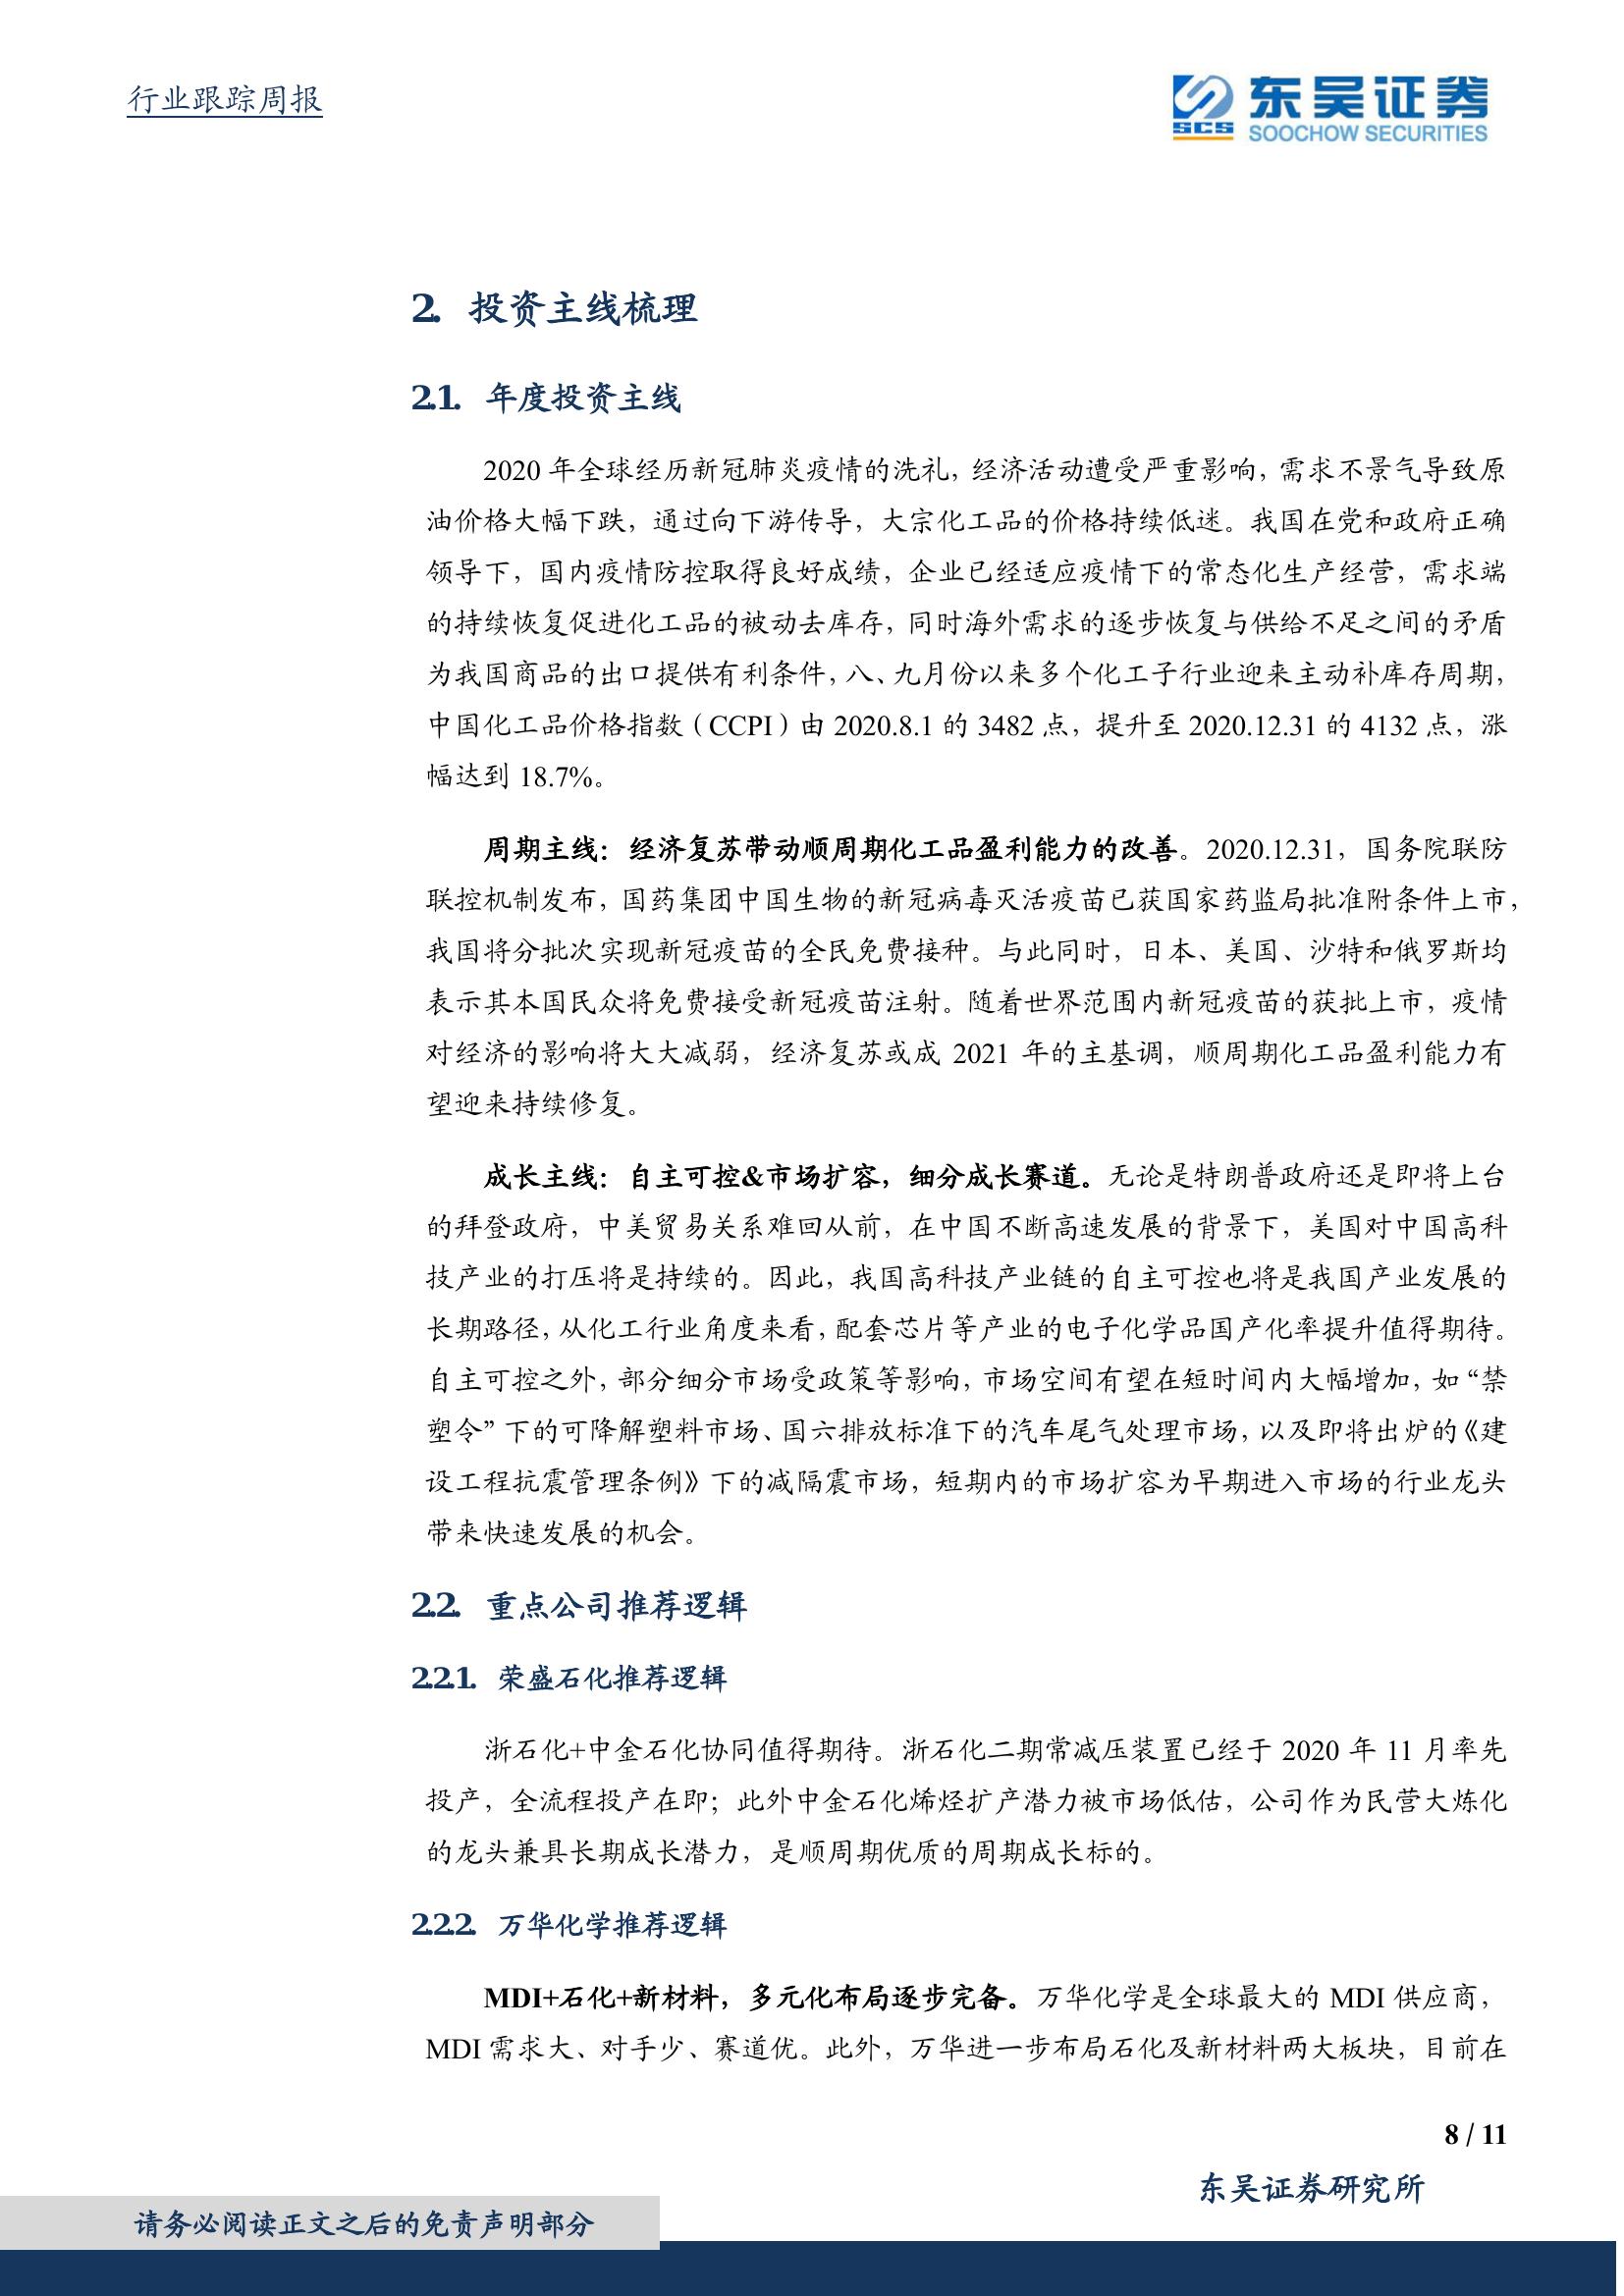 行业跟踪周报
SCS 东吴证券
SOOCHOW SECURITIES
2. 投资主线梳理
2.1. 年度投资主线
2020 年全球经历新冠肺炎疫情的洗礼，经济活动遭受严重影响，需求不景气导致原
油价格大幅下跌，通过向下游传导，大宗化工品的价格持续低迷。我国在党和政府正确
领导下，国内疫情防控取得良好成绩，企业已经适应疫情下的常态化生产经营，需求端
的持续恢复促进化工品的被动去库存，同时海外需求的逐步恢复与供给不足之间的矛盾
为我国商品的出口提供有利条件，八、九月份以来多个化工子行业迎来主动补库存周期，
中国化工品价格指数（CCPI）由 2020.8.1 的 3482 点，提升至 2020.12.31 的 4132 点，涨
幅达到 18.7%。
周期主线：经济复苏带动顺周期化工品盈利能力的改善。2020.12.31，国务院联防
联控机制发布，国药集团中国生物的新冠病毒灭活疫苗已获国家药监局批准附条件上市，
我国将分批次实现新冠疫苗的全民免费接种。与此同时，日本、美国、沙特和俄罗斯均
表示其本国民众将免费接受新冠疫苗注射。随着世界范围内新冠疫苗的获批上市，疫情
对经济的影响将大大减弱，经济复苏或成 2021 年的主基调，顺周期化工品盈利能力有
望迎来持续修复。
成长主线：自主可控&市场扩容，细分成长赛道。无论是特朗普政府还是即将上台
的拜登政府，中美贸易关系难回从前，在中国不断高速发展的背景下，美国对中国高科
技产业的打压将是持续的。因此，我国高科技产业链的自主可控也将是我国产业发展的
长期路径，从化工行业角度来看，配套芯片等产业的电子化学品国产化率提升值得期待。
自主可控之外，部分细分市场受政策等影响，市场空间有望在短时间内大幅增加，如“禁
塑令”下的可降解塑料市场、国六排放标准下的汽车尾气处理市场，以及即将出炉的《建
设工程抗震管理条例》下的减隔震市场，短期内的市场扩容为早期进入市场的行业龙头
带来快速发展的机会。
2.2. 重点公司推荐逻辑
2.2.1. 荣盛石化推荐逻辑
浙石化+中金石化协同值得期待。浙石化二期常减压装置已经于 2020 年 11 月率先
投产，全流程投产在即；此外中金石化烯烃扩产潜力被市场低估，公司作为民营大炼化
的龙头兼具长期成长潜力，是顺周期优质的周期成长标的。
2.2.2. 万华化学推荐逻辑
MDI+石化+新材料，多元化布局逐步完备。万华化学是全球最大的 MDI 供应商，
MDI 需求大、对手少、赛道优。此外，万华进一步布局石化及新材料两大板块，目前在
8 / 11
东吴证券研究所
请务必阅读正文之后的免责声明部分